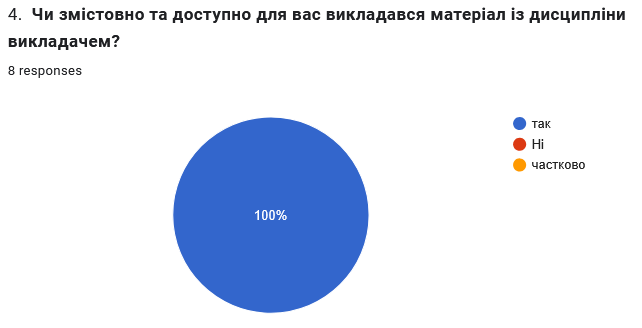 4. Чи змістовно та доступно для вас викладався матеріал із дисципліни
викладачем?
8 responses
так
Ні
частково
100%